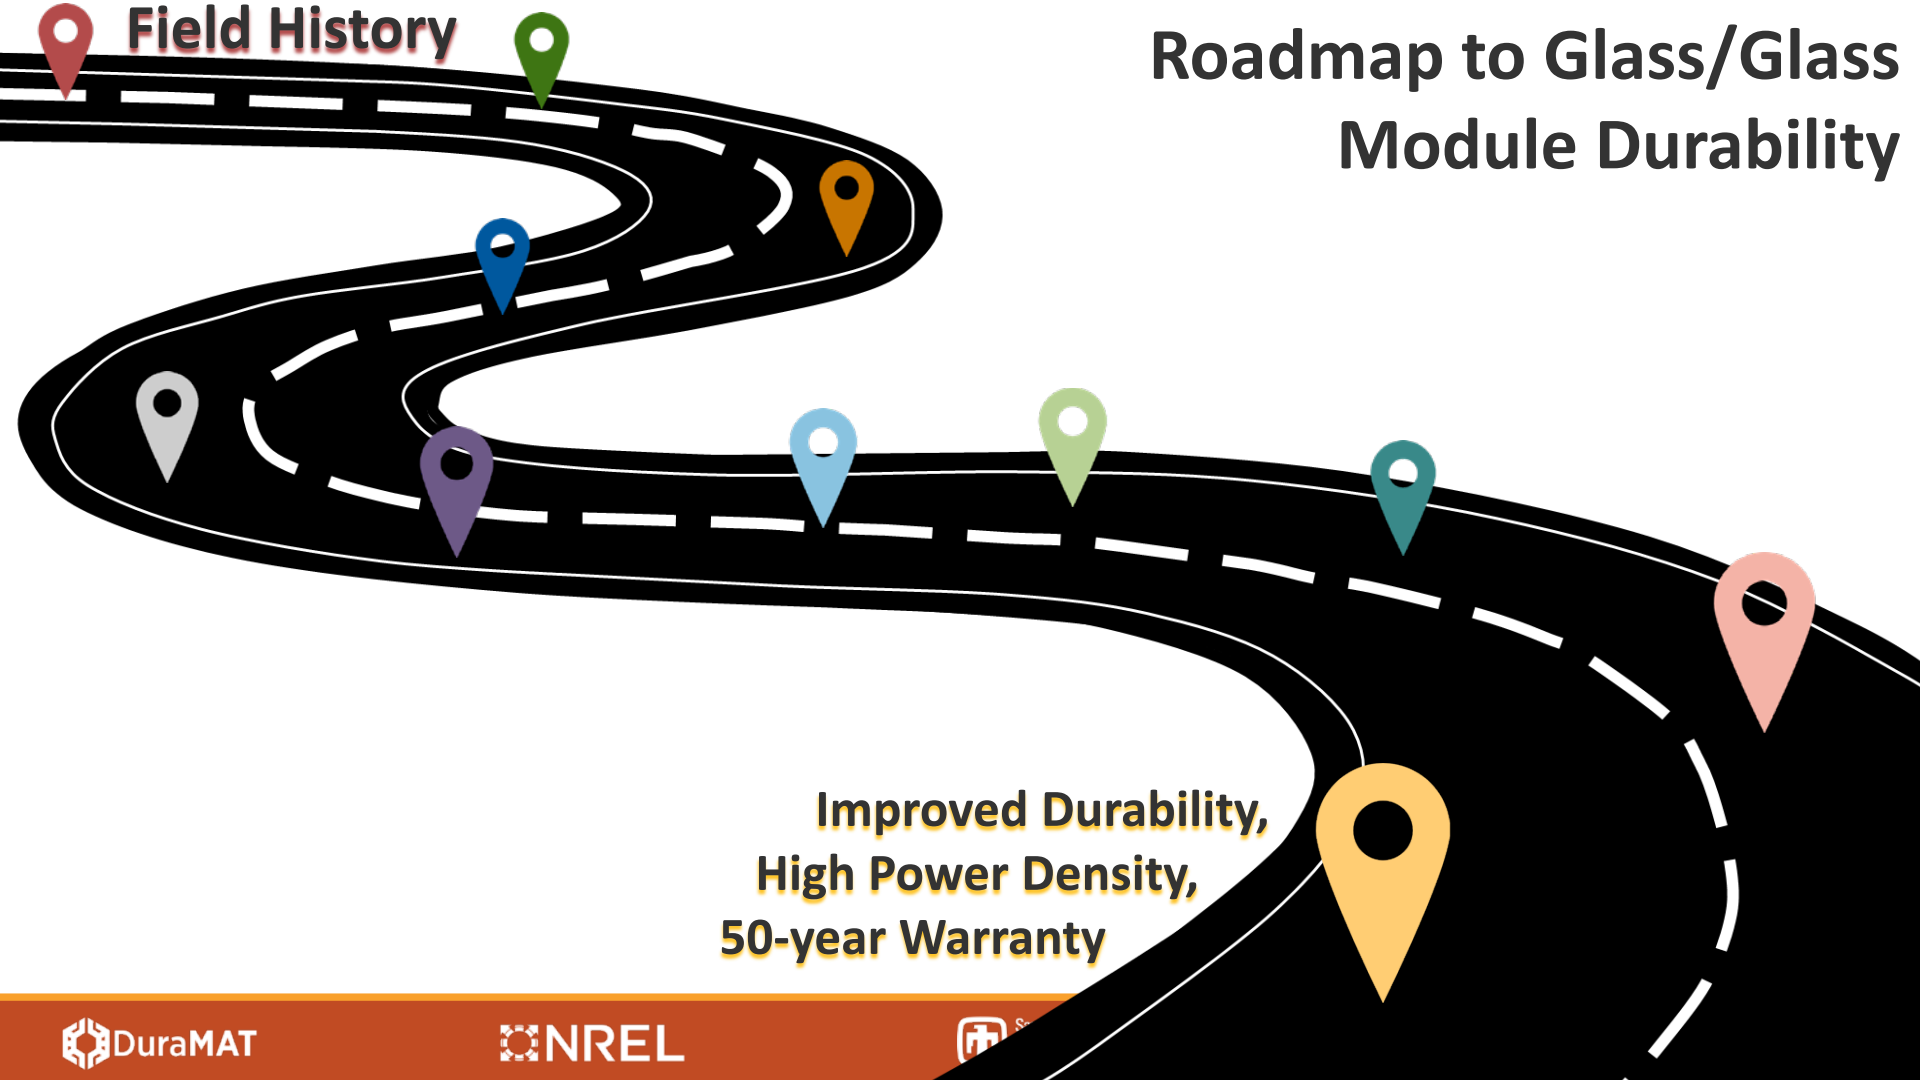 Field History
Roadmap to Glass/Glass
Module Durability
Improved Durability,
High Power Density,
50-year Warranty
DuraMAT
NREL